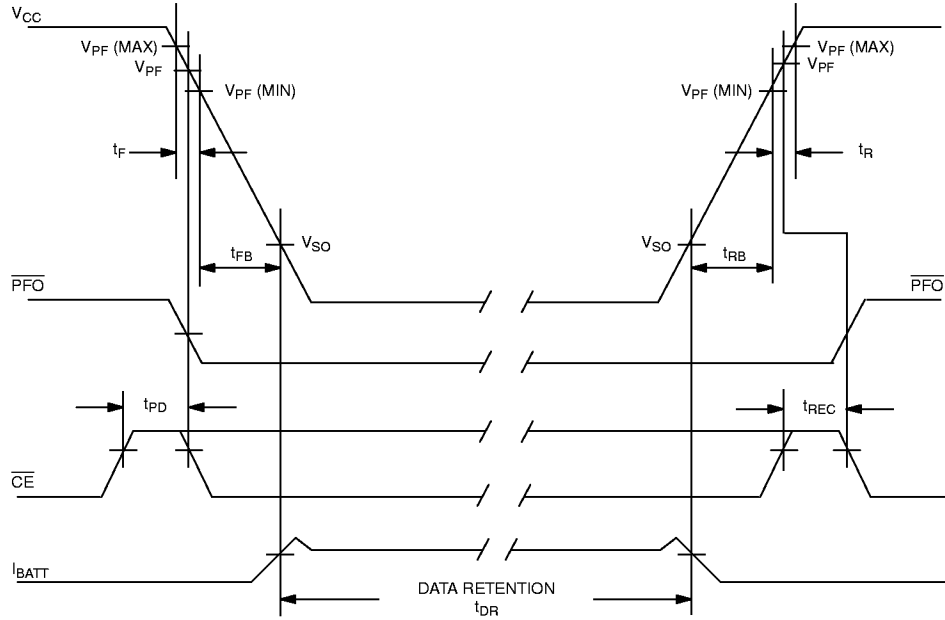 VCC
VPF (MAX)
VPF (MAX)
VPF
VPF
VPF (MIN)
VPF (MIN)
tF
tR
VSO
VSO
tFB
tRB
PFO
PFO
tPD
tREC
CE
CE
IBATT
DATA RETENTION
tDR